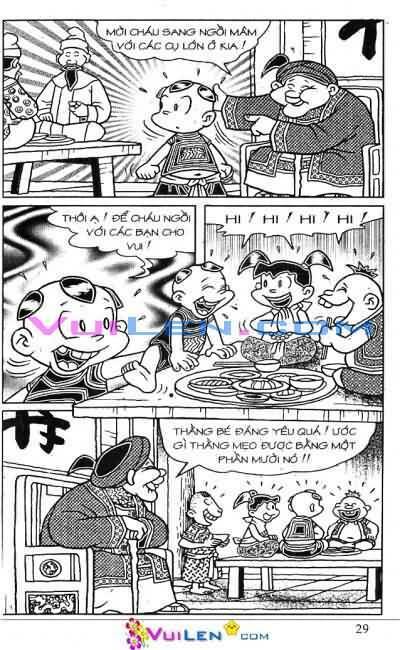 MỜI CHÁU SANG NGỒI MÂM
VỚI CÁC CỤ LỚN Ở KIA!
THÔI Ạ! ĐỂ CHÁU NGỒI
VỚI CÁC BẠN CHO
VUI!
HI! HI! HI! HI!
VUILEN.COM
THẰNG BÉ ĐÁNG YÊU QUÁ! ƯỚC
GÌ THẰNG MẸO ĐƯỢC BẰNG MỘT
PHẦN MƯỜI NÓ!!
29
VUILEN.COM